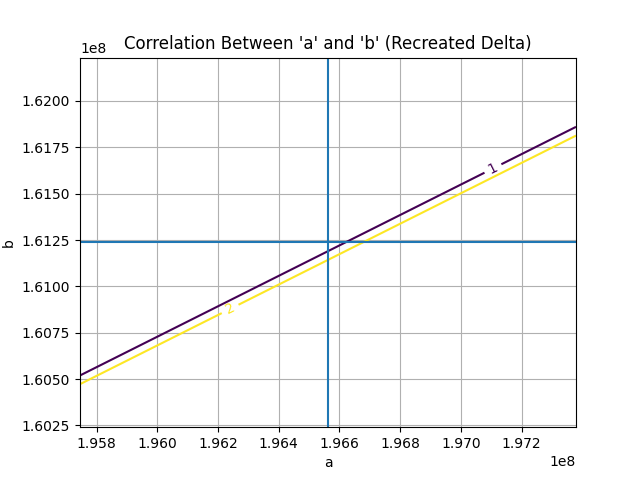 Correlation Between 'a' and 'b' (Recreated Delta)
1e8
1.6200
1.6175
1.6150
1.6125
1.6100
1.6075
1.6050
1.6025
b
1
2
1.958 1.960 1.962 1.964 1.966 1.968 1.970 1.972
a
1e8